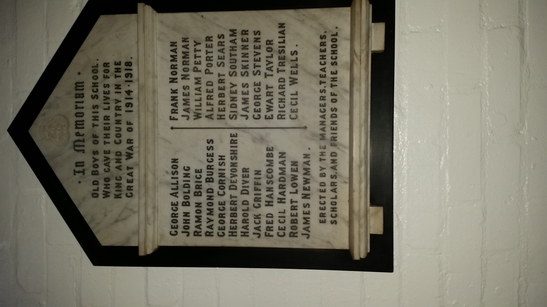 In Memoriam
OLD BOYS OF THIS SCHOOL.
WHO GAVE THEIR LIVES FOR
KING AND COUNTRY IN THE
GREAT WAR OF 1914-1918.
GEORGE ALLISON
JOHN BOLDING
RAMON BRICE
RAYMOND BURGESS
GEORGE CORNISH
HERBERT DEVONSHIRE
HAROLD DIVER
JACK GRIFFIN
FRED HANSCOMBE
CECIL HARDMAN
ROBERT LOWEN
JAMES NEWMAN.
FRANK NORMAN
JAMES NORMAN
WILLIAM PETTY
ALFRED PORTER
HERBERT SEARS
SIDNEY SOUTHAM
JAMES SKINNER
GEORGE STEVENS
EWART TAYLOR
RICHARD TRESILIAN
CECIL WELLS.
ERECTED BY THE MANAGERS, TEACHERS,
SCHOLARS, AND FRIENDS OF THE SCHOOL.